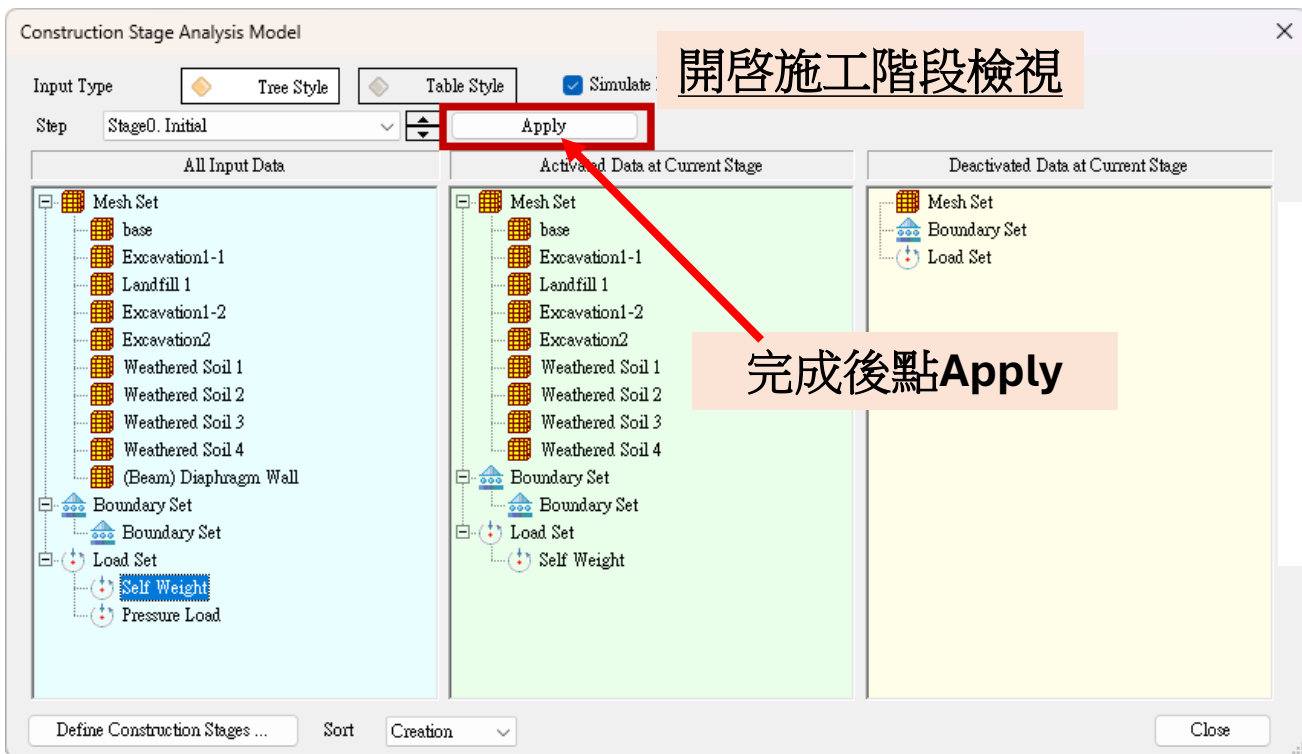 Construction Stage Analysis Model
開啓施工階段檢視
Input Type
Tree Style
Table Style
Simulate
Step
Stage0. Initial
Apply
All Input Data
Activated Data at Current Stage
Deactivated Data at Current Stage
Mesh Set
base
Excavation1-1
Landfill 1
Excavation1-2
Excavation2
Weathered Soil 1
Weathered Soil 2
Weathered Soil 3
Weathered Soil 4
(Beam) Diaphragm Wall
Boundary Set
Boundary Set
Load Set
Self Weight
Pressure Load
Mesh Set
base
Excavation1-1
Landfill 1
Excavation1-2
Excavation2
Weathered Soil 1
Weathered Soil 2
Weathered Soil 3
Weathered Soil 4
Boundary Set
Boundary Set
Load Set
Self Weight
Mesh Set
Boundary Set
Load Set
完成後點Apply
Define Construction Stages ...
Sort
Creation
Close